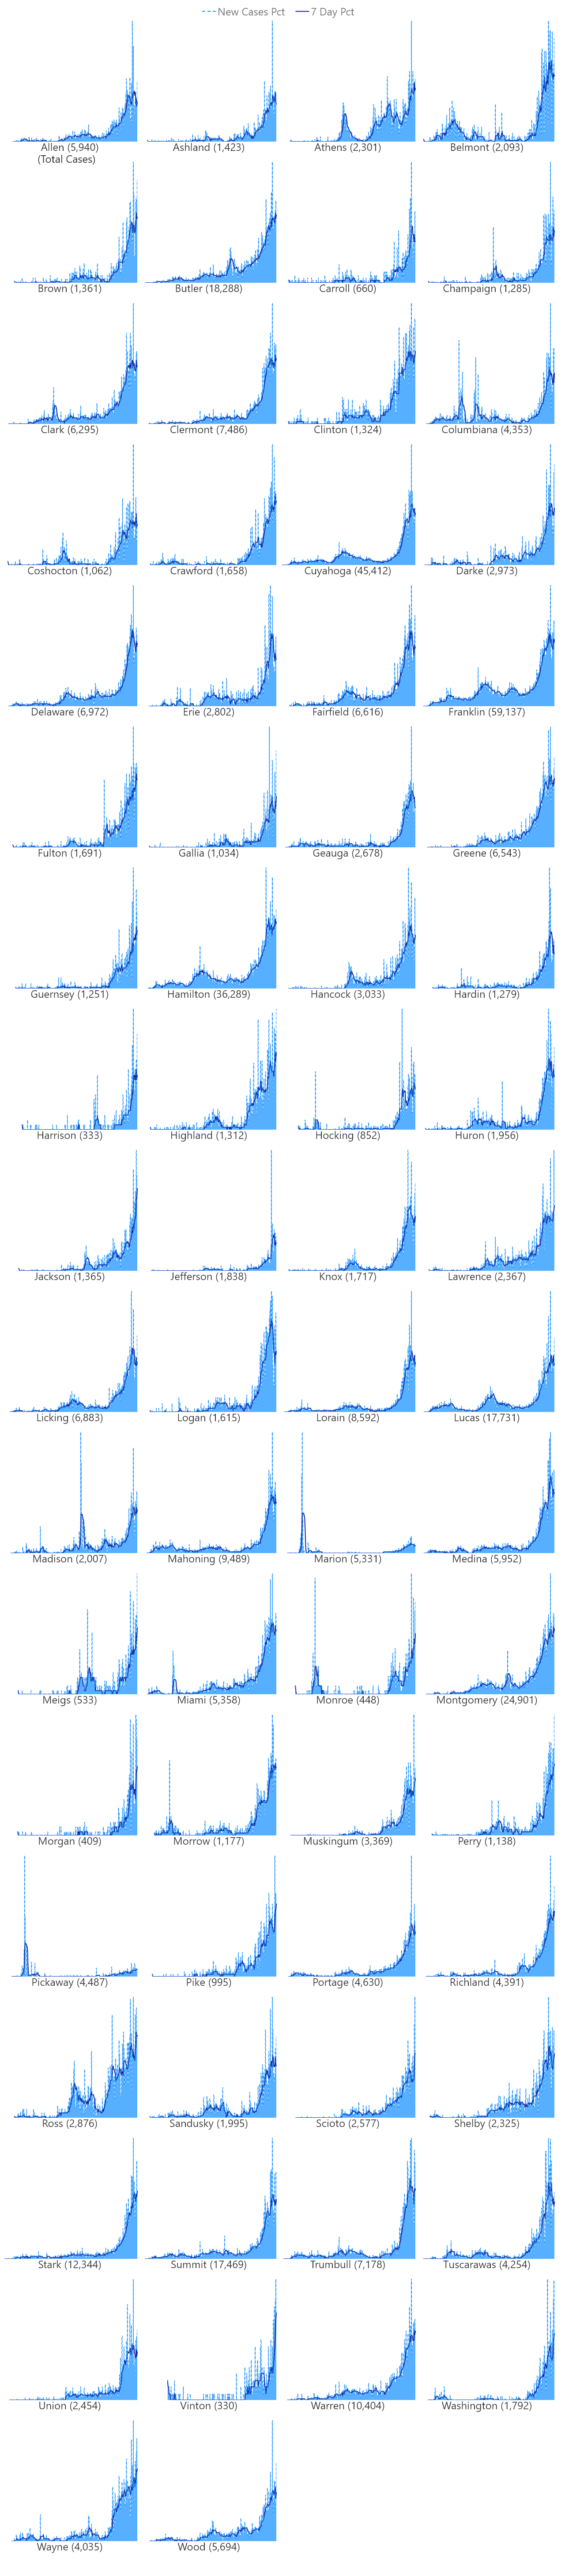 New Cases Pct 7 Day Pct
Allen (5,940) Ashland (1,423) Athens (2,301) Belmont (2,093)
(Total Cases)
Brown (1,361) Butler (18,288) Carroll (660) Champaign (1,285)
Clark (6,295) Clermont (7,486) Clinton (1,324) Columbiana (4,353)
Coshocton (1,062) Crawford (1,658) Cuyahoga (45,412) Darke (2,973)
Delaware (6,972) Erie (2,802) Fairfield (6,616) Franklin (59,137)
Fulton (1,691) Gallia (1,034) Geauga (2,678) Greene (6,543)
Guernsey (1,251) Hamilton (36,289) Hancock (3,033) Hardin (1,279)
Harrison (333) Highland (1,312) Hocking (852) Huron (1,956)
Jackson (1,365) Jefferson (1,838) Knox (1,717) Lawrence (2,367)
Licking (6,883) Logan (1,615) Lorain (8,592) Lucas (17,731)
Madison (2,007) Mahoning (9,489) Marion (5,331) Medina (5,952)
Meigs (533) Miami (5,358) Monroe (448) Montgomery (24,901)
Morgan (409) Morrow (1,177) Muskingum (3,369) Perry (1,138)
Pickaway (4,487) Pike (995) Portage (4,630) Richland (4,391)
Ross (2,876) Sandusky (1,995) Scioto (2,577) Shelby (2,325)
Stark (12,344) Summit (17,469) Trumbull (7,178) Tuscarawas (4,254)
Union (2,454) Vinton (330) Warren (10,404) Washington (1,792)
Wayne (4,035) Wood (5,694)